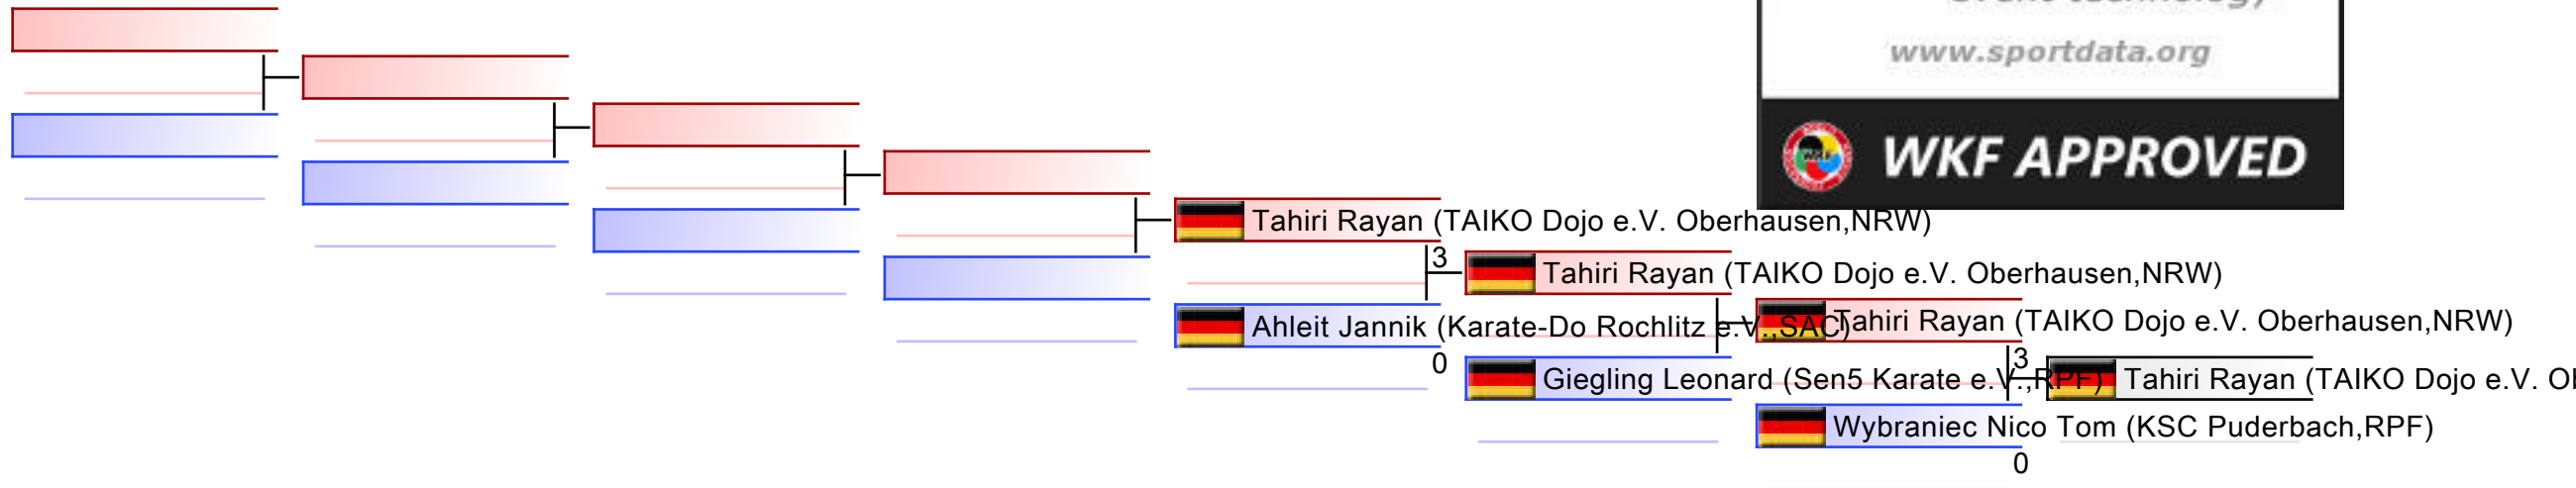 www.sportdata.org
WKF APPROVED
Tahiri Rayan (TAIKO Dojo e.V. Oberhausen,NRW)
3
Tahiri Rayan (TAIKO Dojo e.V. Oberhausen,NRW)
Ahleit Jannik (Karate-Do Rochlitz e.V.,SAC)
0
Tahiri Rayan (TAIKO Dojo e.V. Oberhausen,NRW)
3
Giegling Leonard (Sen5 Karate e.V.,RPF)
Tahiri Rayan (TAIKO Dojo e.V.
Wybraniec Nico Tom (KSC Puderbach,RPF)
0